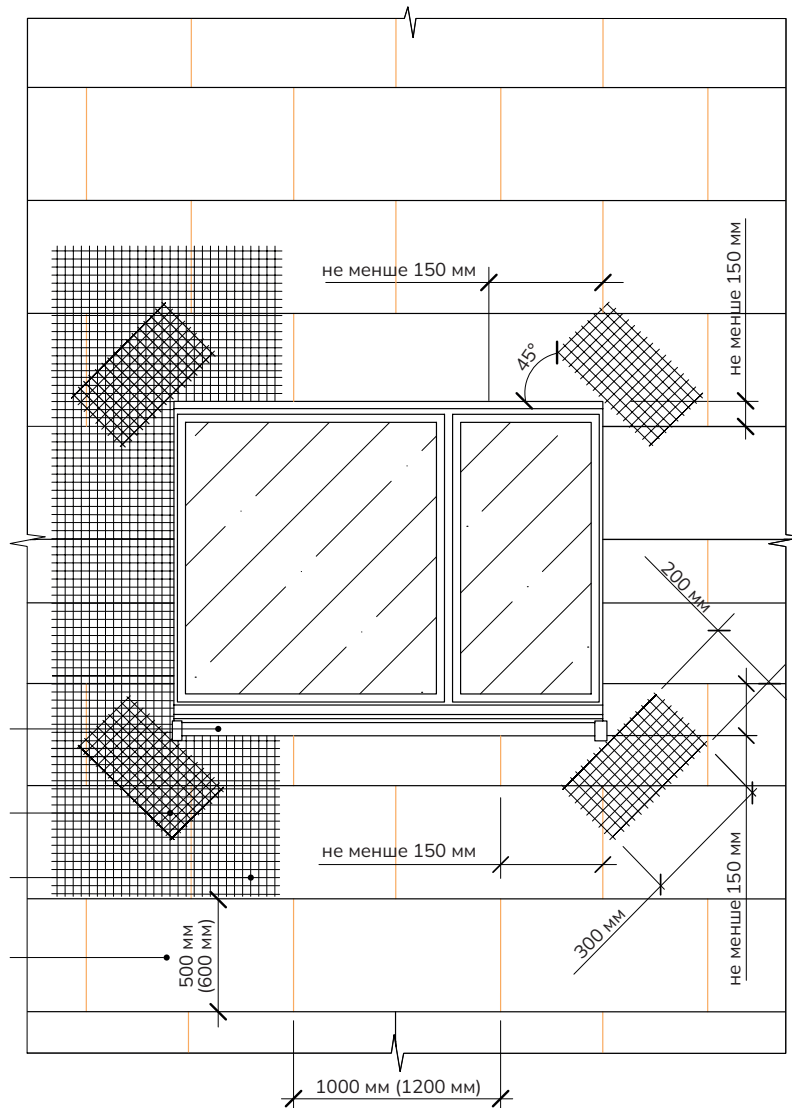 не менше 150 мм
не менше 150 мм
45°
200 мм
не менше 150 мм
не менше 150 мм
300 мм
500 мм
(600 мм)
1000 мм (1200 мм)